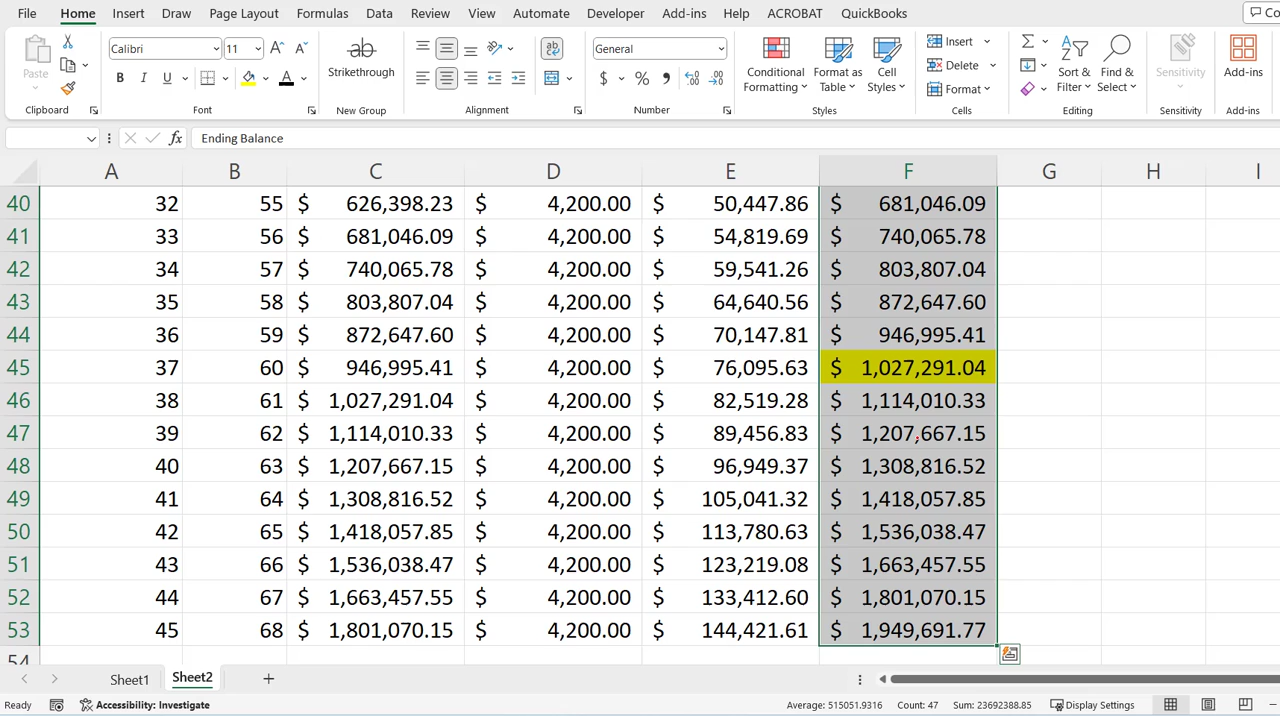 File Home Insert Draw Page Layout Formulas Data Review View Automate Developer Add-ins Help ACROBAT QuickBooks Co
Paste
Calibri 11 A A
B I U A
ab
Strikethrough
ab
General
$ % 9 .00 .00
Conditional Formatting
Format as Table
Cell Styles
Insert
Delete
Format
Sort & Filter
Find & Select
Sensitivity
Add-ins
Clipboard Font New Group Alignment Number Styles Cells Editing Sensitivity Add-ins
fx Ending Balance
A B C D E F G H I
40 32 55 $ 626,398.23 $ 4,200.00 $ 50,447.86 $ 681,046.09
41 33 56 $ 681,046.09 $ 4,200.00 $ 54,819.69 $ 740,065.78
42 34 57 $ 740,065.78 $ 4,200.00 $ 59,541.26 $ 803,807.04
43 35 58 $ 803,807.04 $ 4,200.00 $ 64,640.56 $ 872,647.60
44 36 59 $ 872,647.60 $ 4,200.00 $ 70,147.81 $ 946,995.41
45 37 60 $ 946,995.41 $ 4,200.00 $ 76,095.63 $ 1,027,291.04
46 38 61 $ 1,027,291.04 $ 4,200.00 $ 82,519.28 $ 1,114,010.33
47 39 62 $ 1,114,010.33 $ 4,200.00 $ 89,456.83 $ 1,207,667.15
48 40 63 $ 1,207,667.15 $ 4,200.00 $ 96,949.37 $ 1,308,816.52
49 41 64 $ 1,308,816.52 $ 4,200.00 $ 105,041.32 $ 1,418,057.85
50 42 65 $ 1,418,057.85 $ 4,200.00 $ 113,780.63 $ 1,536,038.47
51 43 66 $ 1,536,038.47 $ 4,200.00 $ 123,219.08 $ 1,663,457.55
52 44 67 $ 1,663,457.55 $ 4,200.00 $ 133,412.60 $ 1,801,070.15
53 45 68 $ 1,801,070.15 $ 4,200.00 $ 144,421.61 $ 1,949,691.77
54
Sheet1 Sheet2 +
Ready Accessibility: Investigate Average: 515051.9316 Count: 47 Sum: 23692388.85 Display Settings